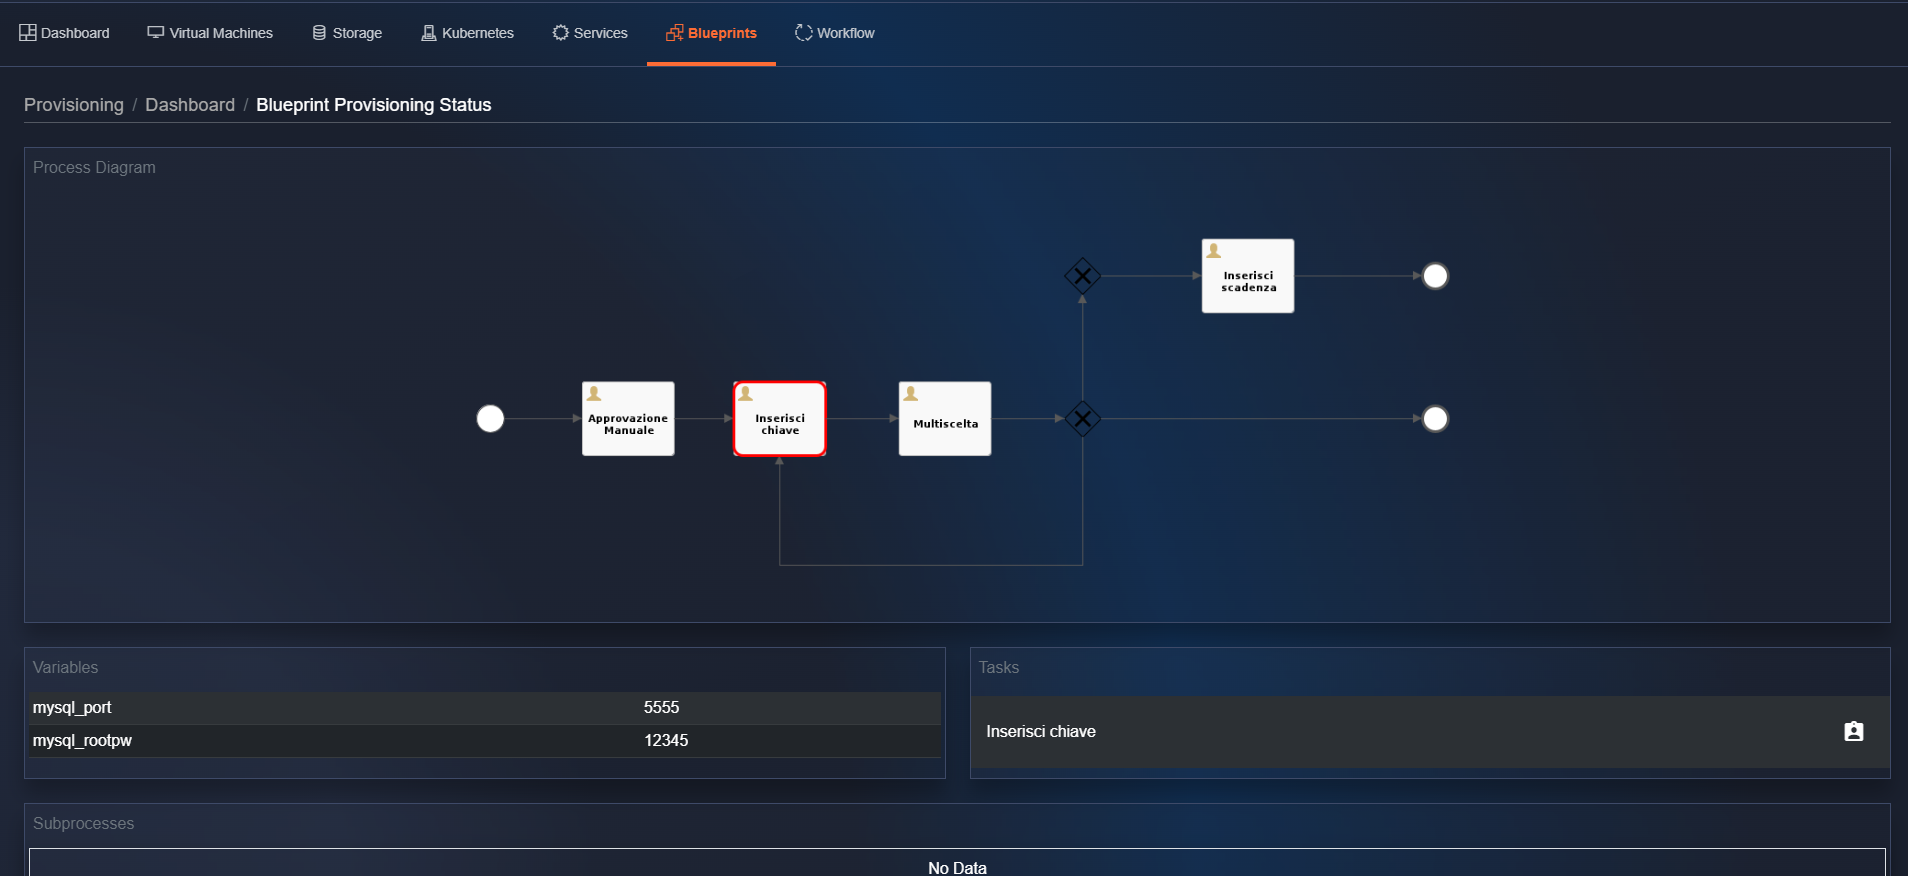 Dashboard Virtual Machines Storage Kubernetes Services Blueprints Workflow
Provisioning / Dashboard / Blueprint Provisioning Status
Process Diagram
Inserisci
scadenza
Approvazione
Manuale
Inserisci
chiave
Multiscelta
Variables
mysql_port 5555
mysql_rootpw 12345
Tasks
Inserisci chiave
Subprocesses
No Data